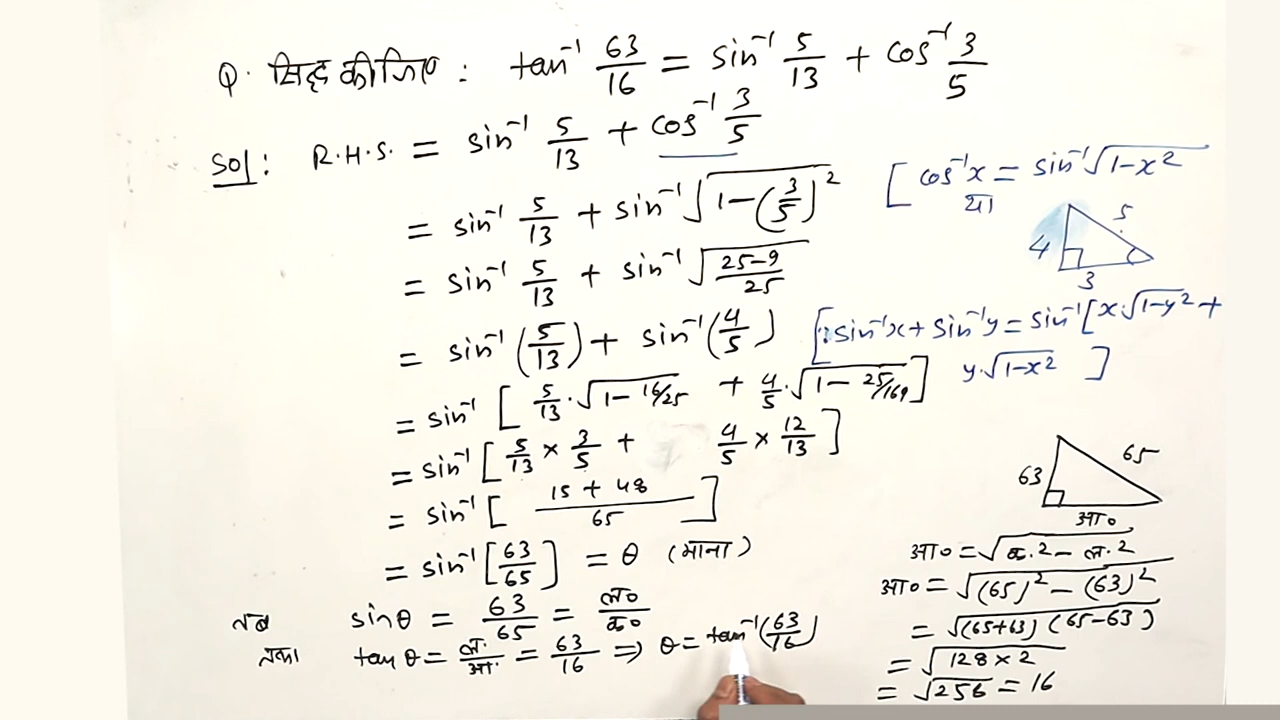 Q. सिद्ध कीजिए : tan⁻¹ 63/16 = sin⁻¹ 5/13 + cos⁻¹ 3/5
Sol: R.H.S. = sin⁻¹ 5/13 + cos⁻¹ 3/5
= sin⁻¹ 5/13 + sin⁻¹ √(1-(3/5)²)
[ cos⁻¹x = sin⁻¹√(1-x²)
या
5
4
3
= sin⁻¹ 5/13 + sin⁻¹ √((25-9)/25)
= sin⁻¹ (5/13) + sin⁻¹ (4/5)
[∵ sin⁻¹x + sin⁻¹y = sin⁻¹[x.√(1-y²) +
y.√(1-x²) ]
= sin⁻¹ [ 5/13 . √(1-16/25) + 4/5 . √(1-25/169) ]
= sin⁻¹ [ 5/13 × 3/5 + 4/5 × 12/13 ]
= sin⁻¹ [ (15+48)/65 ]
= sin⁻¹ [63/65] = θ (माना)
तब sinθ = 63/65 = ल०/क०
तथा tanθ = ल./आ. = 63/16 ⇒ θ = tan⁻¹(63/16)
65
63
आ०
आ० = √(क.² - ल.²)
आ० = √((65)² - (63)²)
= √((65+63) (65-63))
= √(128×2)
= √256 = 16